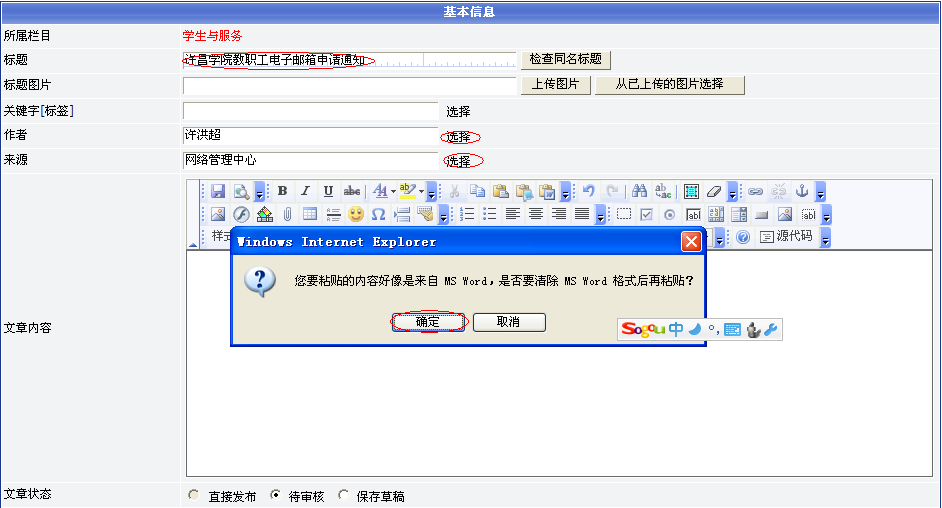 基本信息
所属栏目 学生与服务
标题 许昌学院教职工电子邮箱申请通知 检查同名标题
标题图片 上传图片 从已上传的图片选择
关键字[标签] 选择
作者 许洪超 选择
来源 网络管理中心 选择
B I U abc A ab
ab
ac
abl abl
样式 源代码
Windows Internet Explorer
您要粘贴的内容好像是来自 MS Word，是否要清除 MS Word 格式后再粘贴？
确定 取消
Sogou 中
文章内容
文章状态 直接发布 待审核 保存草稿